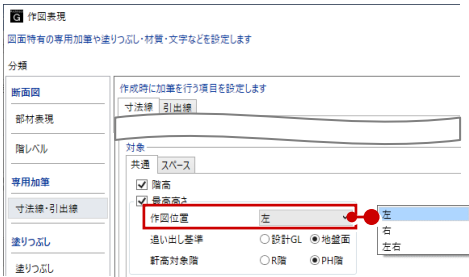 G 作図表現
図面特有の専用加筆や塗りつぶし・材質・文字などを設定します
分類
断面図
部材表現
階レベル
専用加筆
寸法線・引出線
塗りつぶし
塗りつぶし
作成時に加筆を行う項目を設定します
寸法線 引出線
対象
共通 スペース
階高
最高高さ
作図位置 左
追い出し基準 設計GL 地盤面
軒高対象階 R階 PH階
左
右
左右